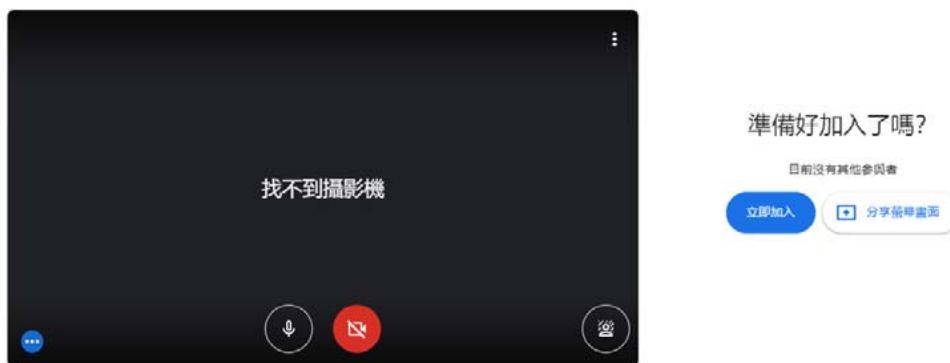 找不到攝影機
準備好加入了嗎?
目前沒有其他參與者
立即加入
分享螢幕畫面